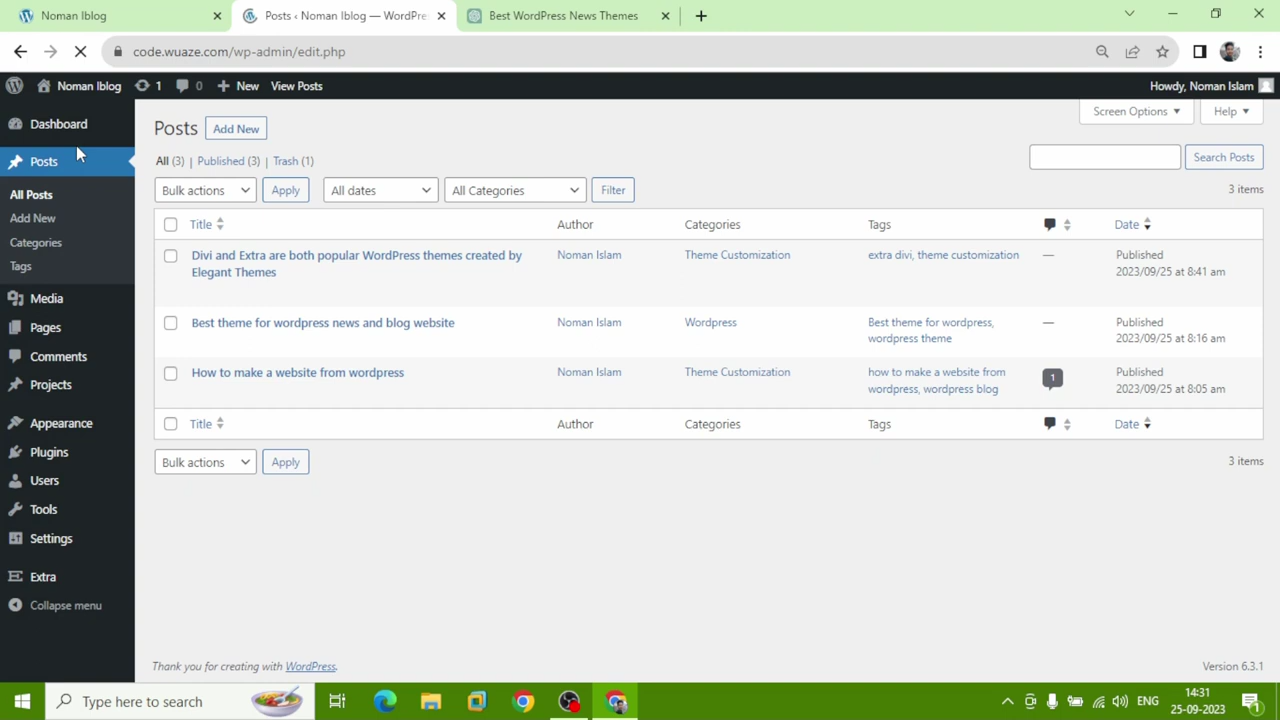 Noman Iblog
Posts ‹ Noman Iblog — WordPre
Best WordPress News Themes
code.wuaze.com/wp-admin/edit.php
Noman Iblog 1 0 New View Posts Howdy, Noman Islam
Dashboard
Posts
All Posts
Add New
Categories
Tags
Media
Pages
Comments
Projects
Appearance
Plugins
Users
Tools
Settings
Extra
Collapse menu
Screen Options Help
Posts Add New
All (3) | Published (3) | Trash (1)
Search Posts
Bulk actions Apply All dates All Categories Filter 3 items
Title Author Categories Tags Date
Divi and Extra are both popular WordPress themes created by
Elegant Themes
Noman Islam
Theme Customization
extra divi, theme customization
—
Published
2023/09/25 at 8:41 am
Best theme for wordpress news and blog website
Noman Islam
Wordpress
Best theme for wordpress,
wordpress theme
—
Published
2023/09/25 at 8:16 am
How to make a website from wordpress
Noman Islam
Theme Customization
how to make a website from
wordpress, wordpress blog
1
Published
2023/09/25 at 8:05 am
Title Author Categories Tags Date
Bulk actions Apply 3 items
Thank you for creating with WordPress. Version 6.3.1
Type here to search
ENG
14:31
25-09-2023
1